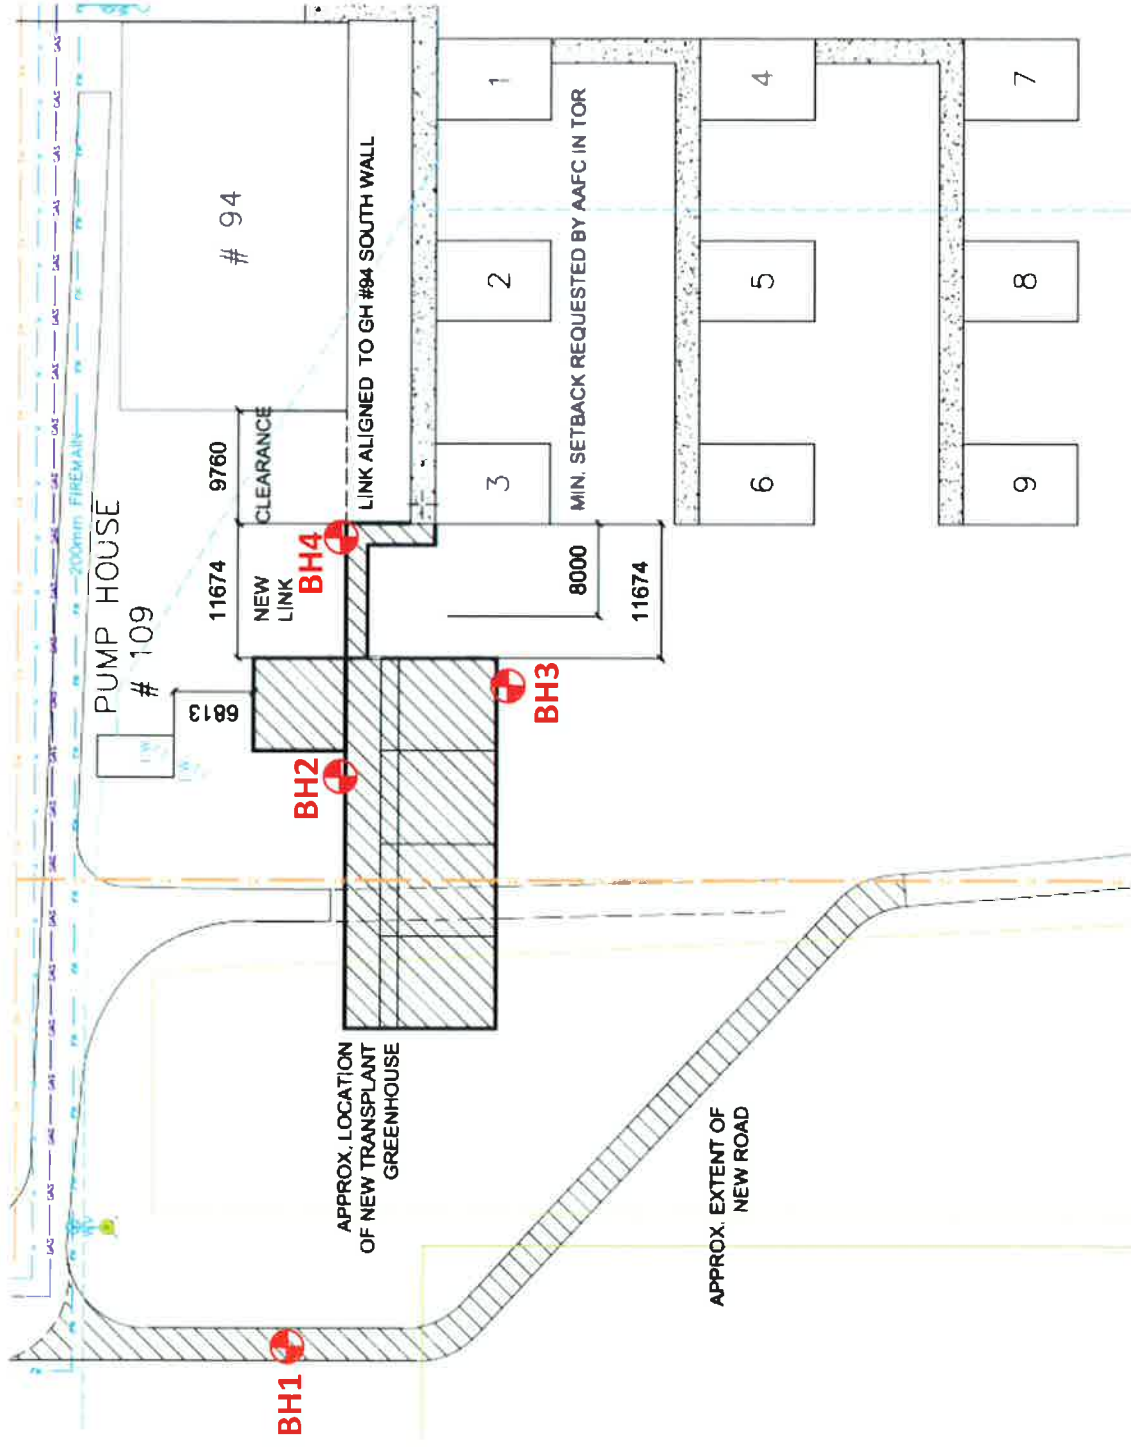 PUMP HOUSE
# 109
# 94
200mm FIREMAIN
GAS
9760
CLEARANCE
11674
NEW
LINK
6813
LINK ALIGNED TO GH #94 SOUTH WALL
MIN. SETBACK REQUESTED BY AAFC IN TOR
8000
11674
1
2
3
4
5
6
7
8
9
BH1
BH2
BH3
BH4
APPROX. LOCATION
OF NEW TRANSPLANT
GREENHOUSE
APPROX. EXTENT OF
NEW ROAD